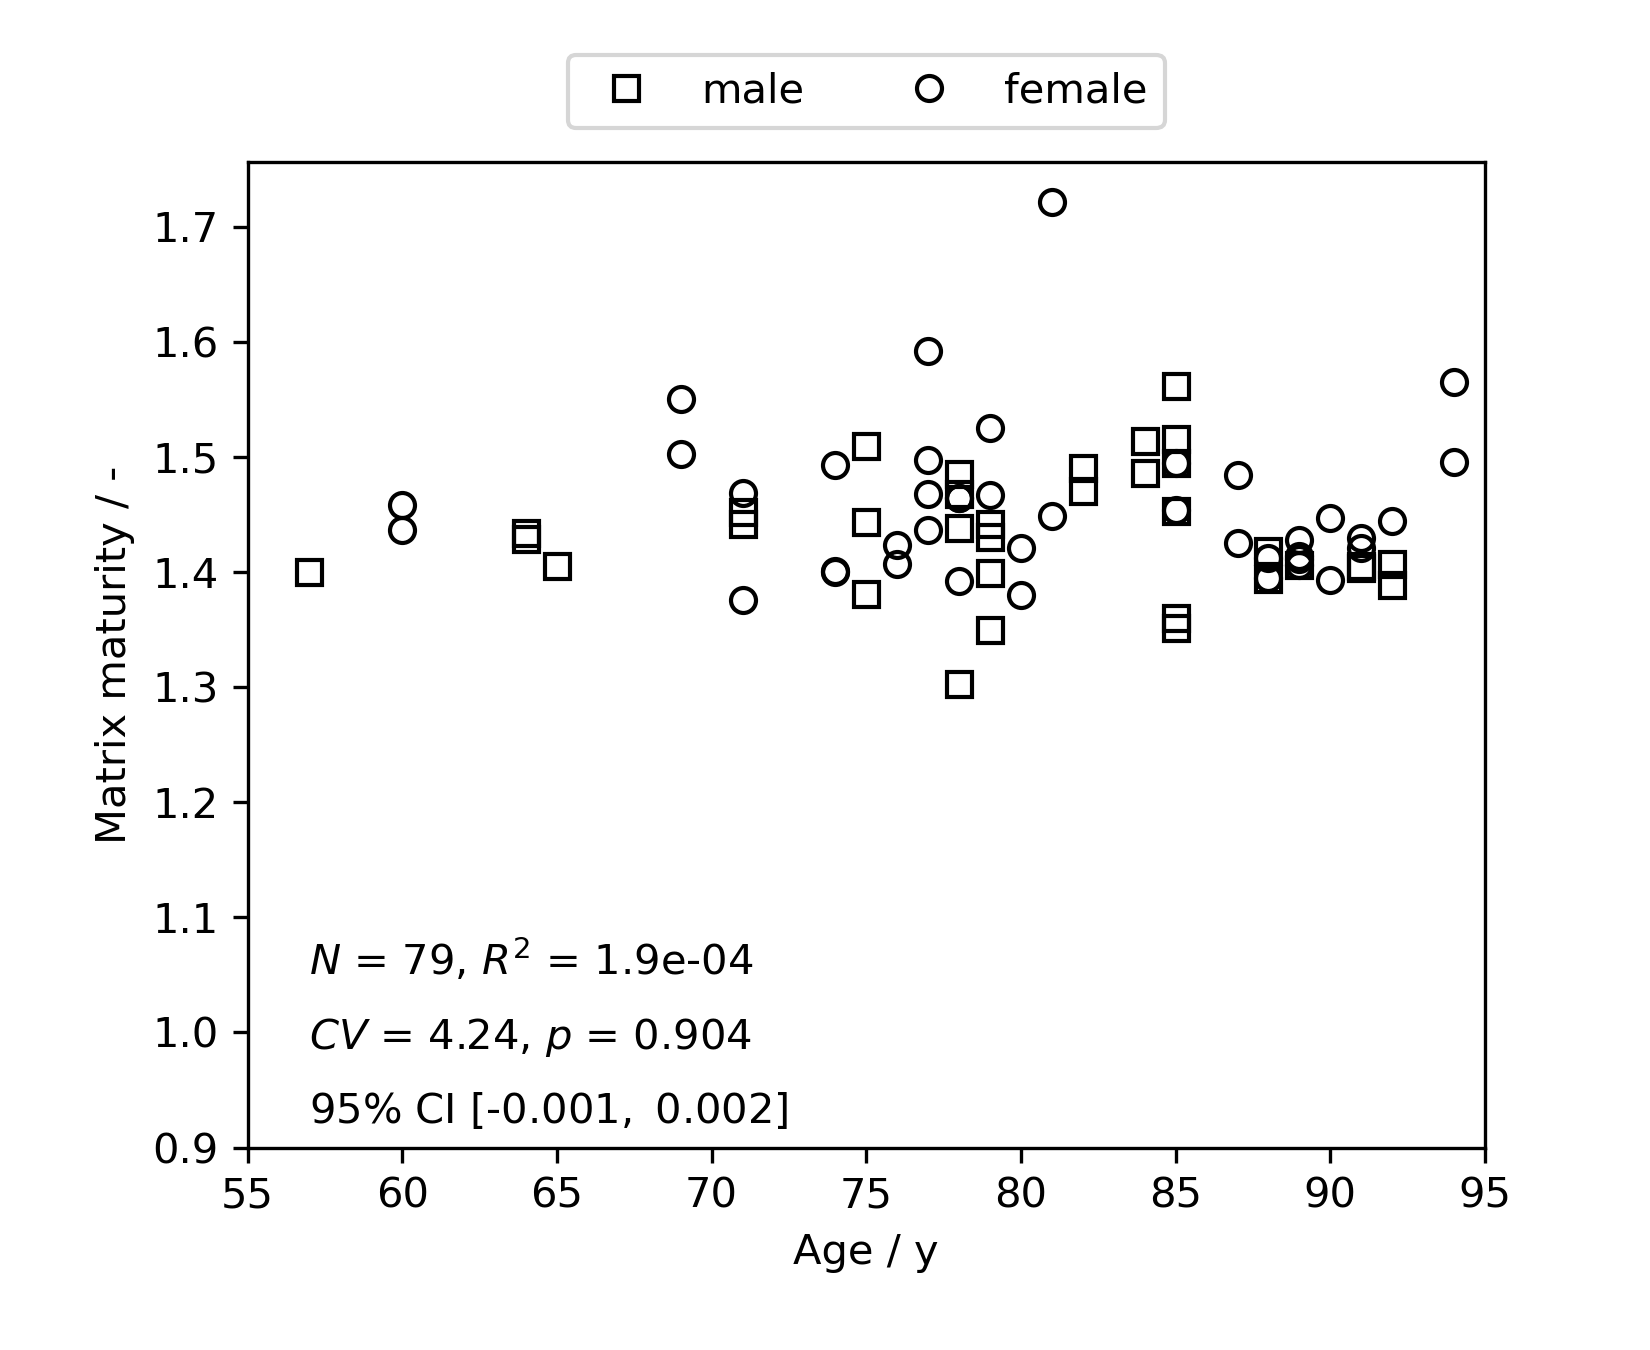 male female
1.7
1.6
1.5
1.4
1.3
1.2
1.1
1.0
0.9
Matrix maturity / -
N = 79, R² = 1.9e-04
CV = 4.24, p = 0.904
95% CI [-0.001, 0.002]
55 60 65 70 75 80 85 90 95
Age / y